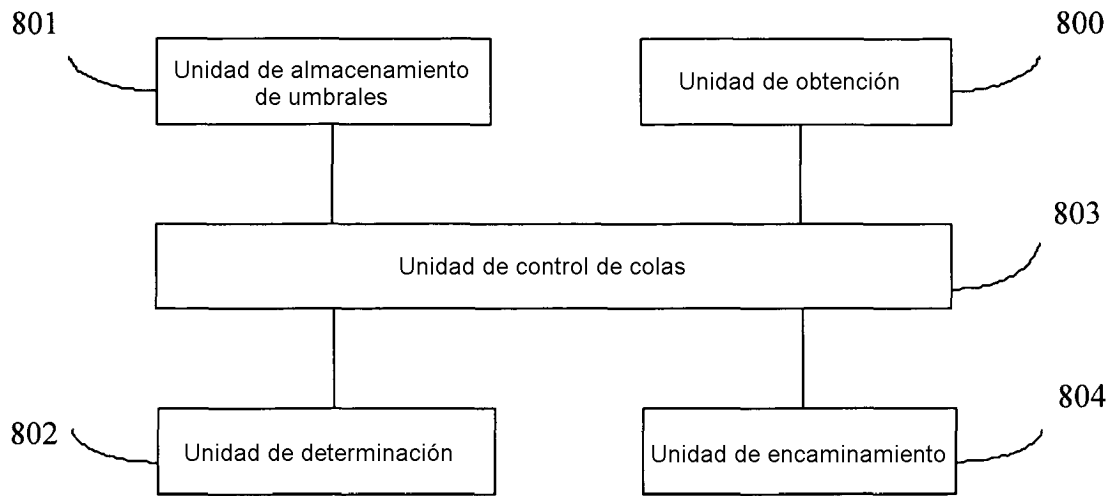 801
Unidad de almacenamiento
de umbrales
800
Unidad de obtención
803
Unidad de control de colas
802
Unidad de determinación
804
Unidad de encaminamiento